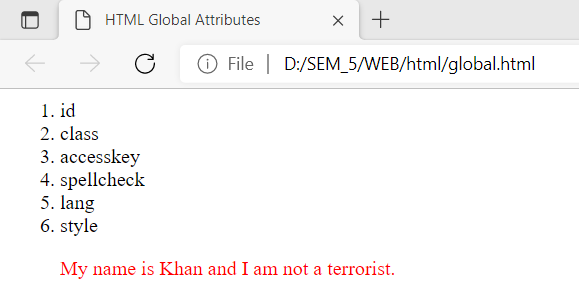 HTML Global Attributes
File | D:/SEM_5/WEB/html/global.html
1. id
2. class
3. accesskey
4. spellcheck
5. lang
6. style
My name is Khan and I am not a terrorist.